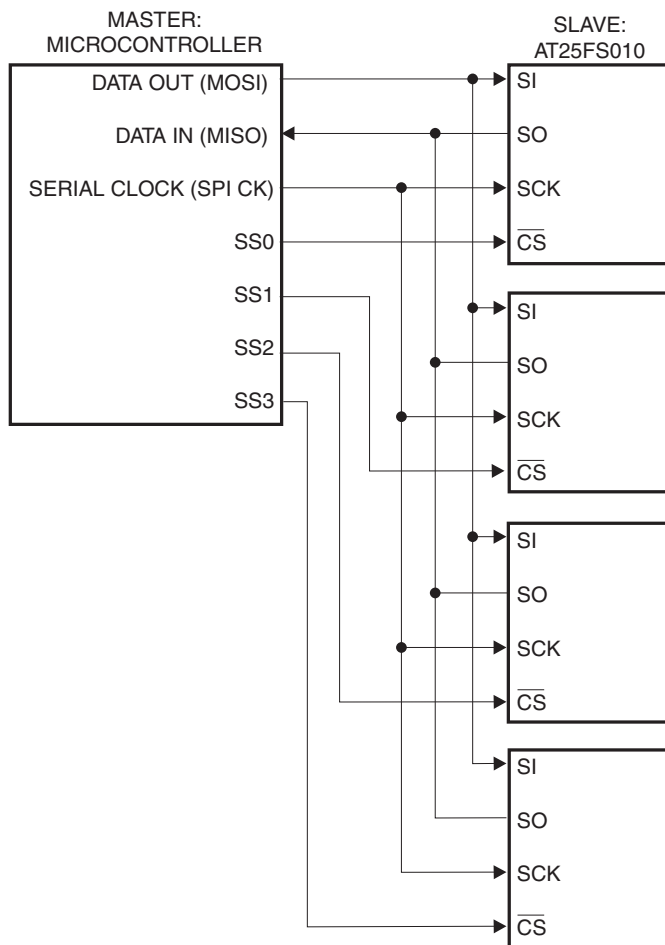 MASTER:
MICROCONTROLLER
DATA OUT (MOSI)
DATA IN (MISO)
SERIAL CLOCK (SPI CK)
SS0
SS1
SS2
SS3
SLAVE:
AT25FS010
SI
SO
SCK
CS
SI
SO
SCK
CS
SI
SO
SCK
CS
SI
SO
SCK
CS